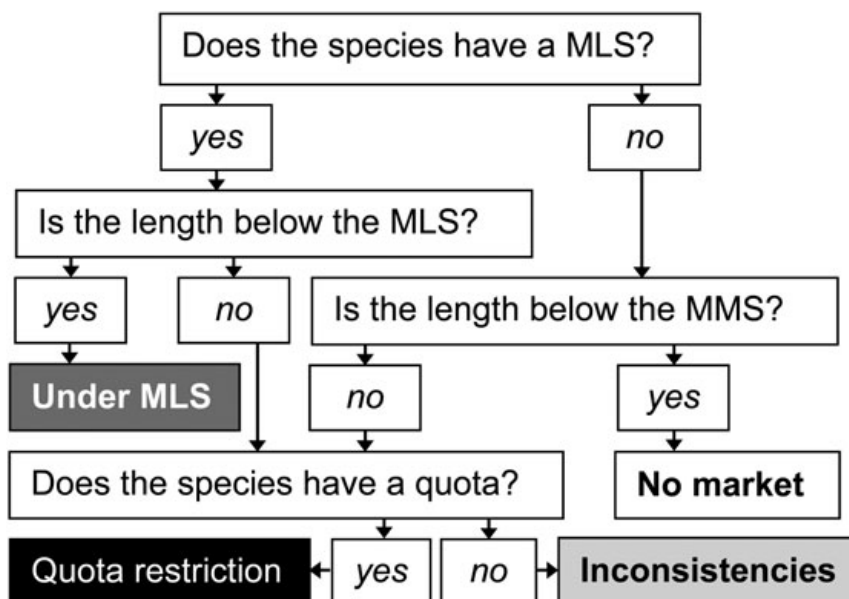 Does the species have a MLS?
yes
no
Is the length below the MLS?
yes
no
Is the length below the MMS?
Under MLS
no
yes
Does the species have a quota?
No market
Quota restriction
yes
no
Inconsistencies